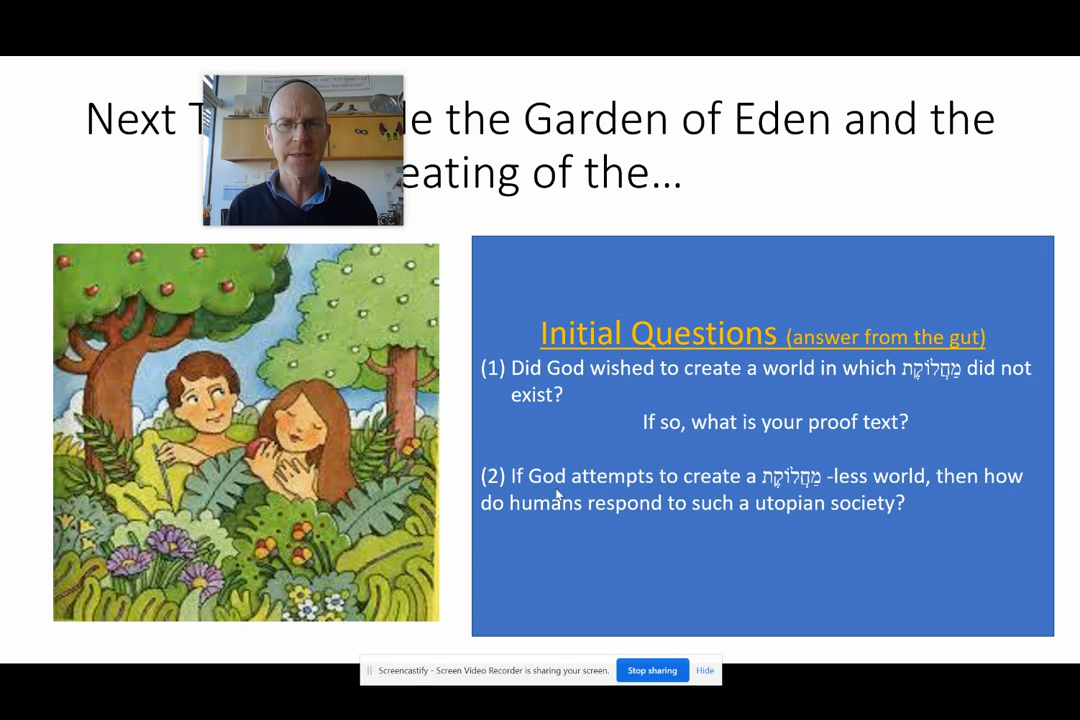 Next de the Garden of Eden and the
eating of the...
Initial Questions (answer from the gut)
(1) Did God wished to create a world in which מַחֲלוֹקֶת did not
exist?
If so, what is your proof text?
(2) If God attempts to create a מַחֲלוֹקֶת -less world, then how
do humans respond to such a utopian society?
Screencastify - Screen Video Recorder is sharing your screen.
Stop sharing
Hide